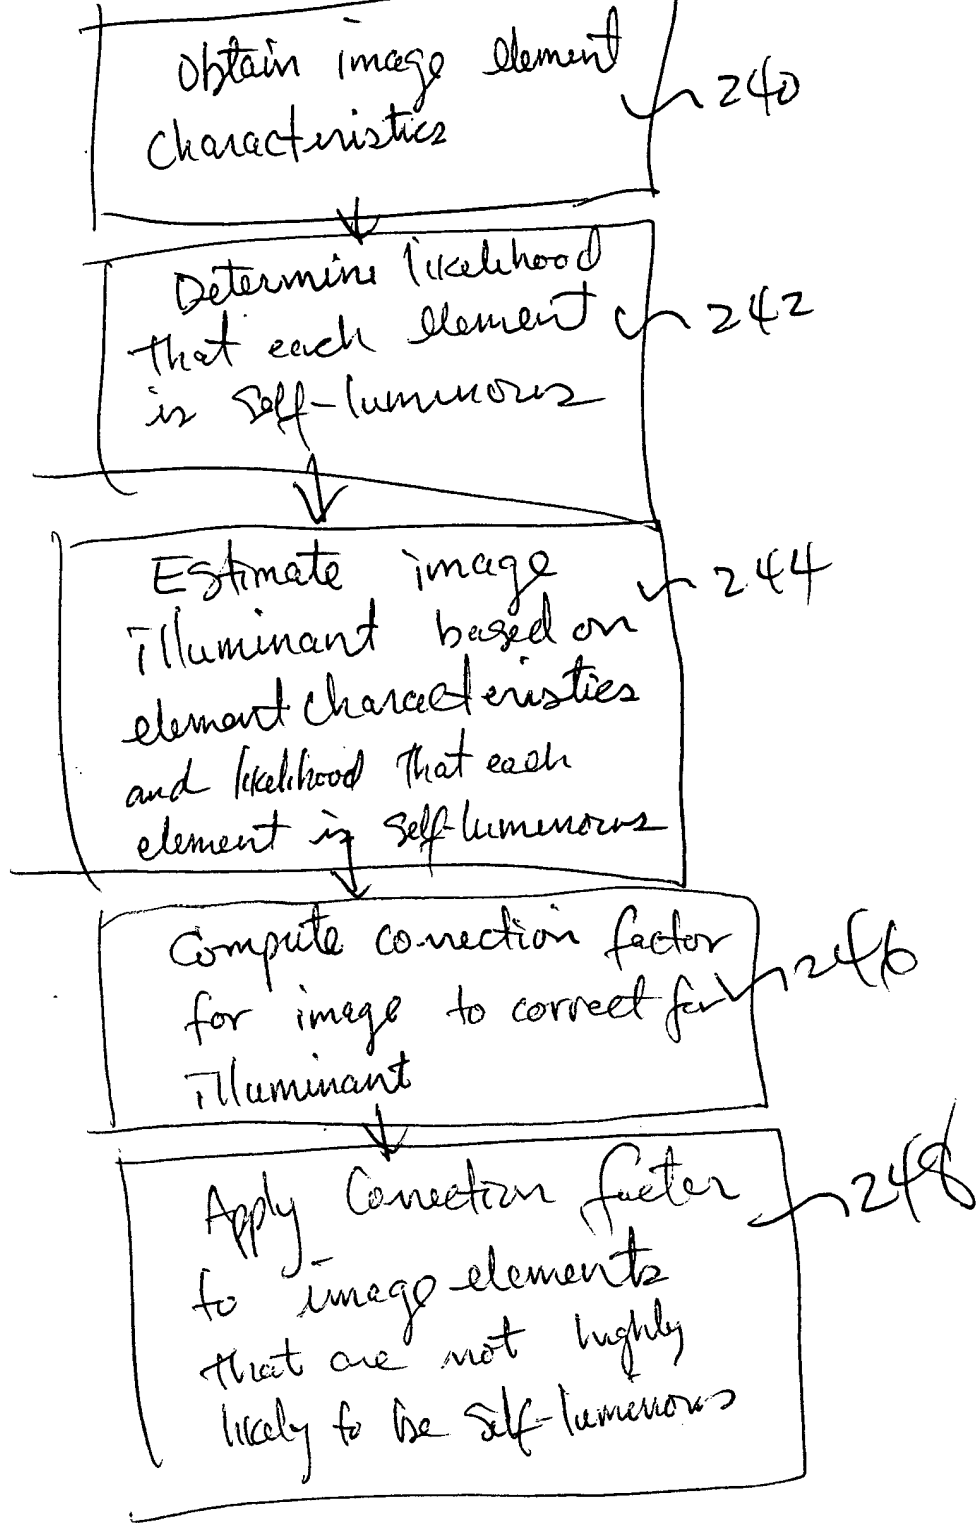 Obtain image element
characteristics
240
Determine likelihood
that each element
is self-luminous
242
Estimate image
illuminant based on
element characteristics
and likelihood that each
element is self-luminous
244
Compute correction factor
for image to correct for
illuminant
246
Apply Correction factor
to image elements
that are not highly
likely to be self-luminous
248